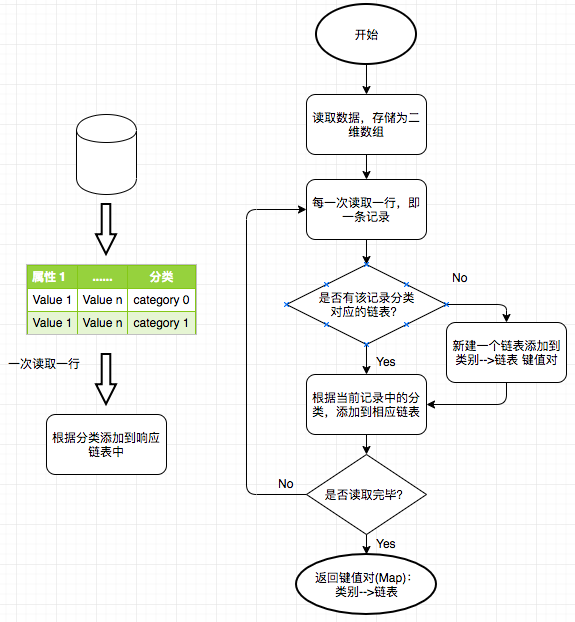 属性 1 ...... 分类
Value 1 Value n category 0
Value 1 Value n category 1
一次读取一行
根据分类添加到响应
链表中
开始
读取数据，存储为二
维数组
每一次读取一行，即
一条记录
是否有该记录分类
对应的链表？
No
新建一个链表添加到
类别-->链表 键值对
Yes
根据当前记录中的分
类，添加到相应链表
是否读取完毕？
No
Yes
返回键值对(Map)：
类别-->链表